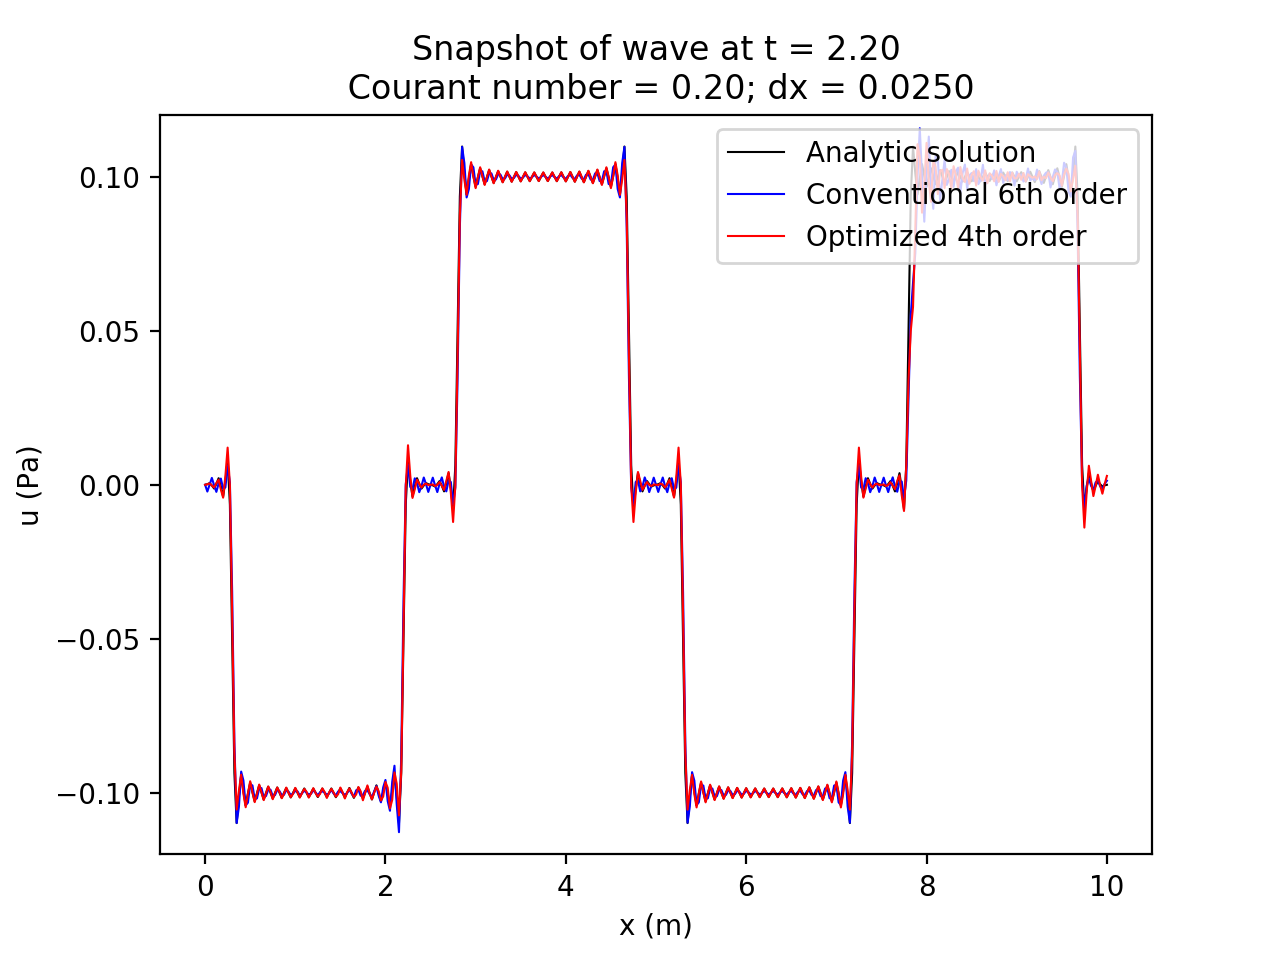 Snapshot of wave at t = 2.20
Courant number = 0.20; dx = 0.0250
Analytic solution
Conventional 6th order
Optimized 4th order
0.10
0.05
0.00
−0.05
−0.10
u (Pa)
0 2 4 6 8 10
x (m)